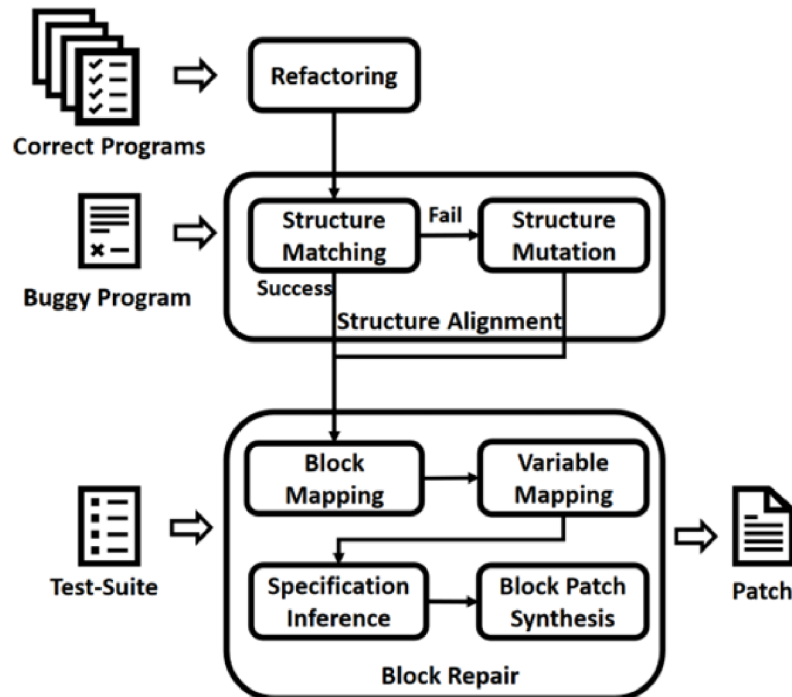 Refactoring
Correct Programs
Structure
Matching
Fail
Structure
Mutation
Buggy Program
Success
Structure Alignment
Block
Mapping
Variable
Mapping
Test-Suite
Specification
Inference
Block Patch
Synthesis
Patch
Block Repair